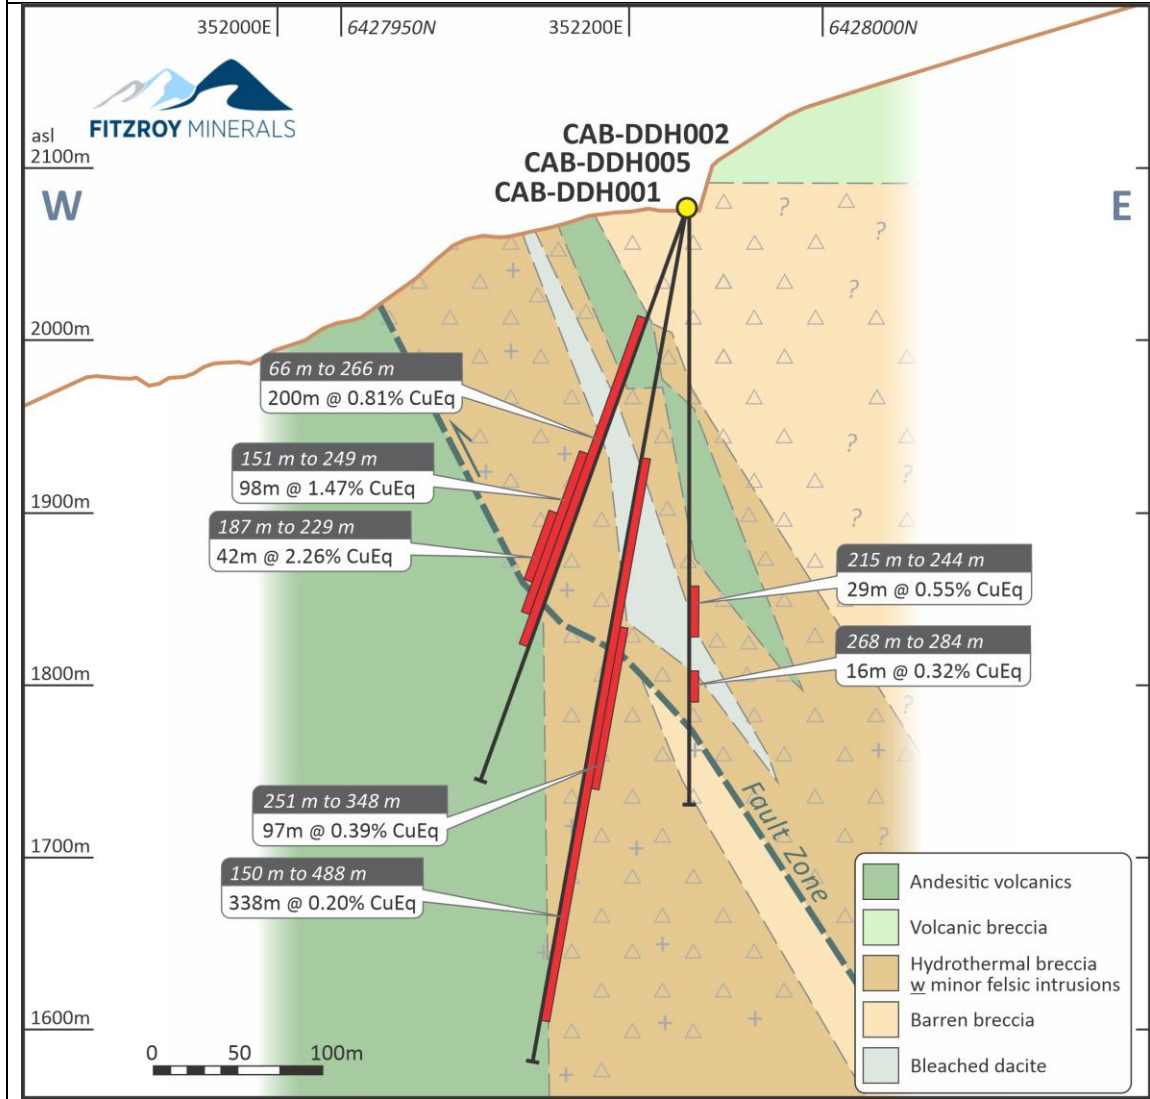 352000E
6427950N
352200E
6428000N
FITZROY MINERALS
asl
2100m
W
CAB-DDH002
CAB-DDH005
CAB-DDH001
E
?
?
?
2000m
66 m to 266 m
200m @ 0.81% CuEq
151 m to 249 m
98m @ 1.47% CuEq
?
1900m
187 m to 229 m
42m @ 2.26% CuEq
?
215 m to 244 m
29m @ 0.55% CuEq
268 m to 284 m
16m @ 0.32% CuEq
1800m
?
251 m to 348 m
97m @ 0.39% CuEq
Fault Zone
?
1700m
150 m to 488 m
338m @ 0.20% CuEq
1600m
0 50 100m
Andesitic volcanics
Volcanic breccia
Hydrothermal breccia
w minor felsic intrusions
Barren breccia
Bleached dacite